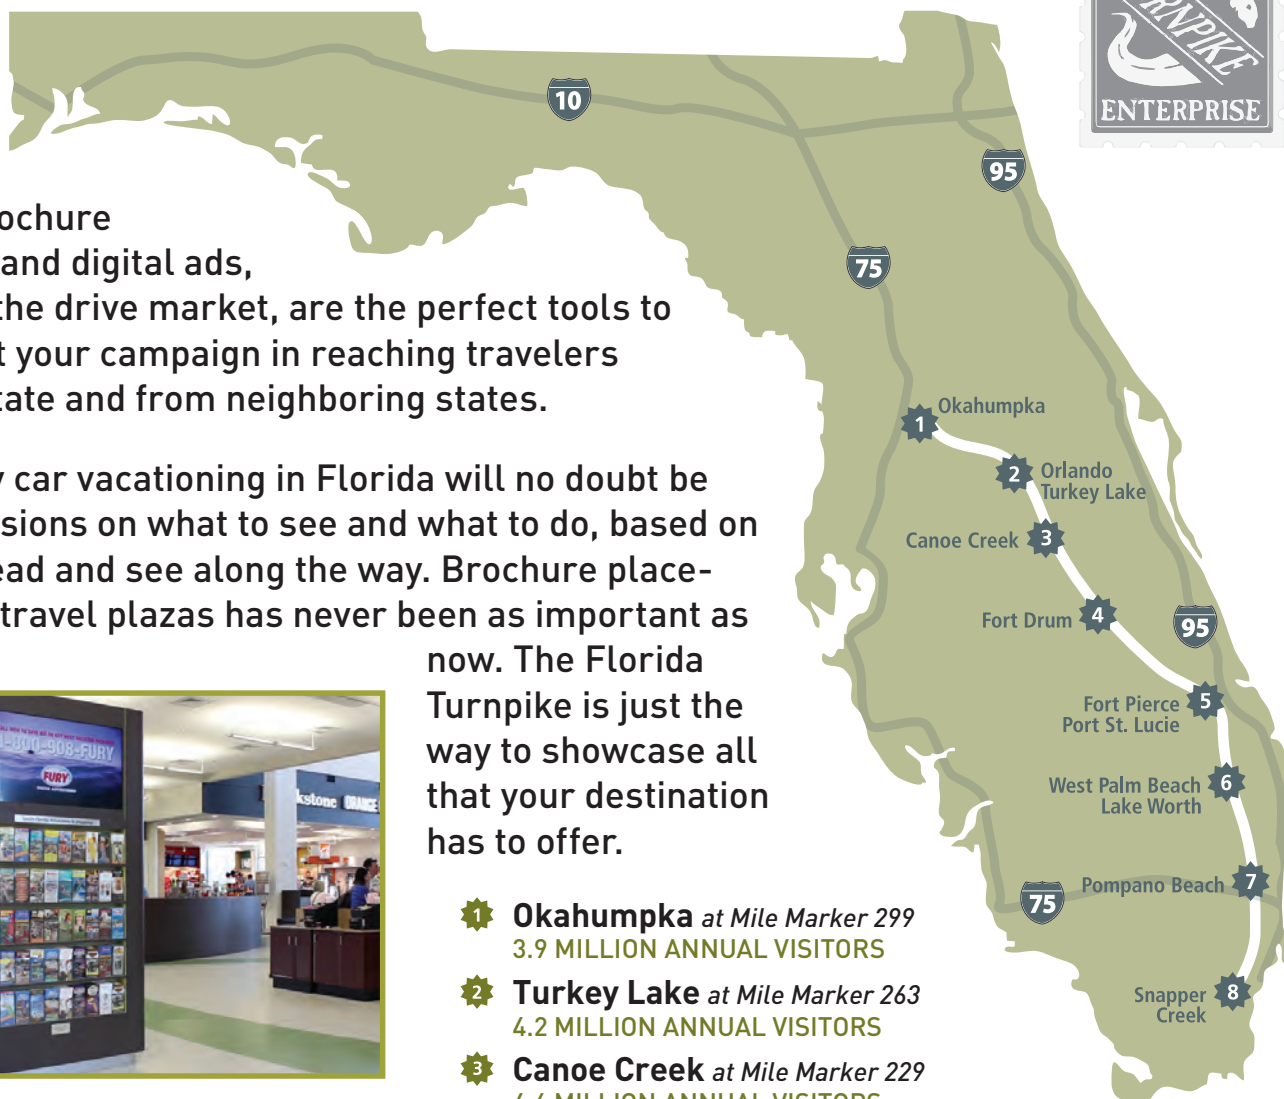 RNPIKE
ENTERPRISE
10
95
75
ochure
and digital ads,
the drive market, are the perfect tools to
t your campaign in reaching travelers
tate and from neighboring states.
y car vacationing in Florida will no doubt be
sions on what to see and what to do, based on
ead and see along the way. Brochure place-
travel plazas has never been as important as
now. The Florida
Turnpike is just the
way to showcase all
that your destination
has to offer.
1 Okahumpka
2 Orlando
Turkey Lake
Canoe Creek 3
Fort Drum 4
95
Fort Pierce 5
Port St. Lucie
West Palm Beach 6
Lake Worth
Pompano Beach 7
75
Snapper 8
Creek
1-800-908-FURY
FURY
kstone
1 Okahumpka at Mile Marker 299
3.9 MILLION ANNUAL VISITORS
2 Turkey Lake at Mile Marker 263
4.2 MILLION ANNUAL VISITORS
3 Canoe Creek at Mile Marker 229
MILLION ANNUAL VISITORS